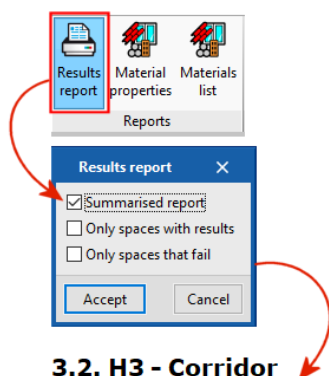 Results Material Materials
report properties list
Reports
Results report
Summarised report
Only spaces with results
Only spaces that fail
Accept Cancel
3.2. H3 - Corridor